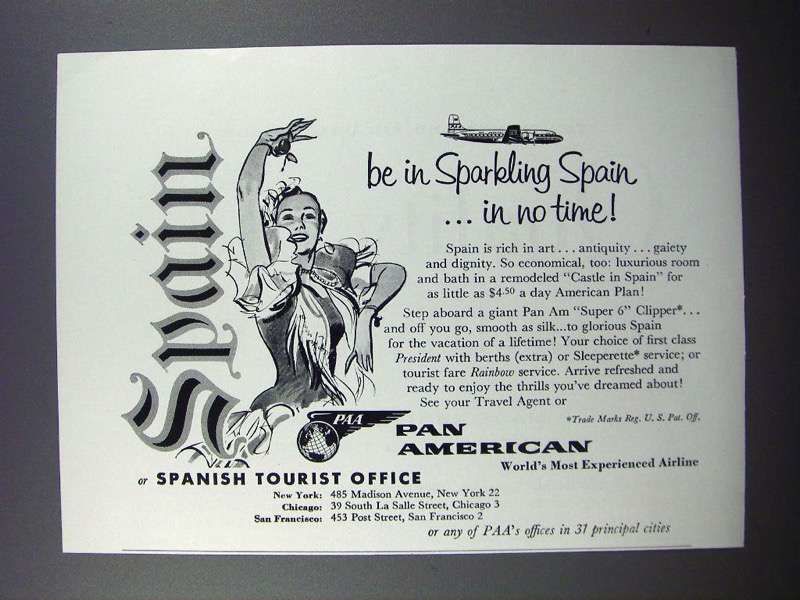 Spain
be in Sparkling Spain
... in no time!
Spain is rich in art . . . antiquity . . . gaiety
and dignity. So economical, too: luxurious room
and bath in a remodeled "Castle in Spain" for
as little as $4.50 a day American Plan!
Step aboard a giant Pan Am "Super 6" Clipper*. . .
and off you go, smooth as silk...to glorious Spain
for the vacation of a lifetime! Your choice of first class
President with berths (extra) or Sleeperette* service; or
tourist fare Rainbow service. Arrive refreshed and
ready to enjoy the thrills you've dreamed about!
See your Travel Agent or
*Trade Marks Reg. U. S. Pat. Off.
PAA
PAN
AMERICAN
World's Most Experienced Airline
or SPANISH TOURIST OFFICE
New York: 485 Madison Avenue, New York 22
Chicago: 39 South La Salle Street, Chicago 3
San Francisco: 453 Post Street, San Francisco 2
or any of PAA's offices in 31 principal cities